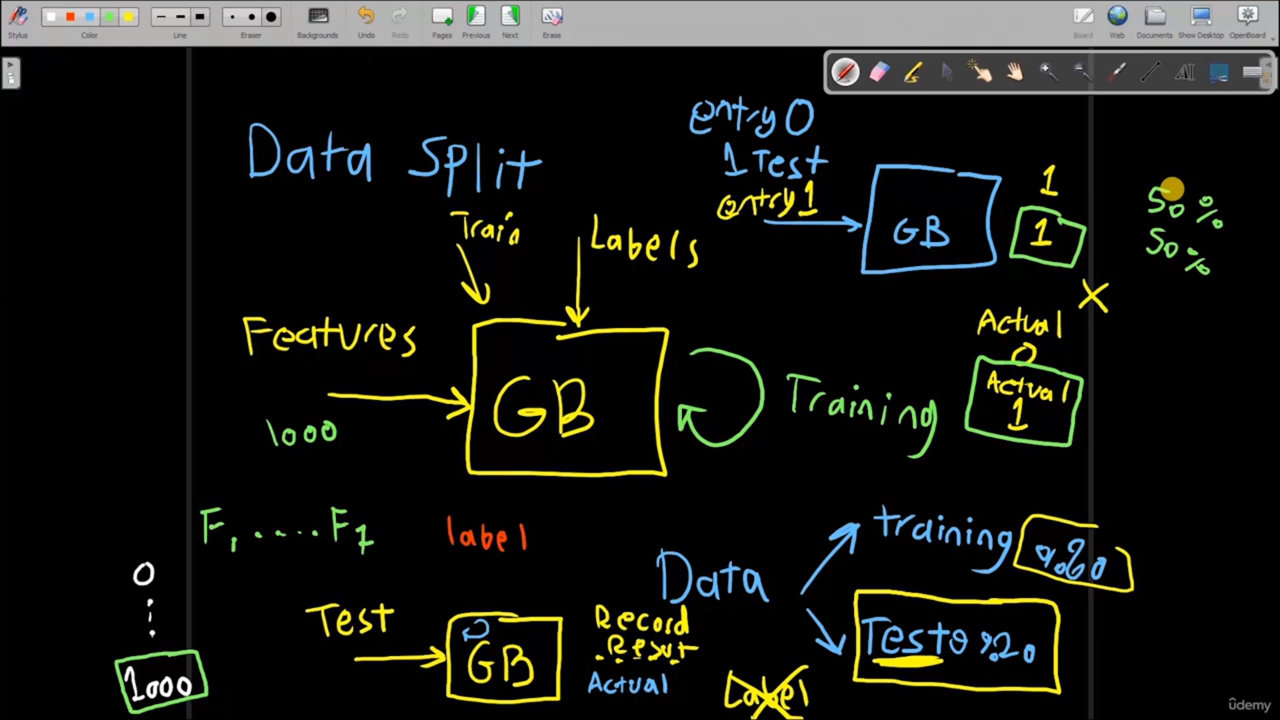 Stylus
Color
Line
Eraser
Backgrounds
Undo
Redo
Pages
Previous
Next
Erase
Board
Web
Documents
Show Desktop
OpenBoard
Data Split
entry 0
1 Test
entry 1
GB
1
1
50 %
50 %
Train
Labels
Features
1000
GB
Training
Actual
0
Actual
1
F1 ..... F7
label
0
1000
Data
training
Test
%20
Test
GB
Record
Actual
Label
ûdemy